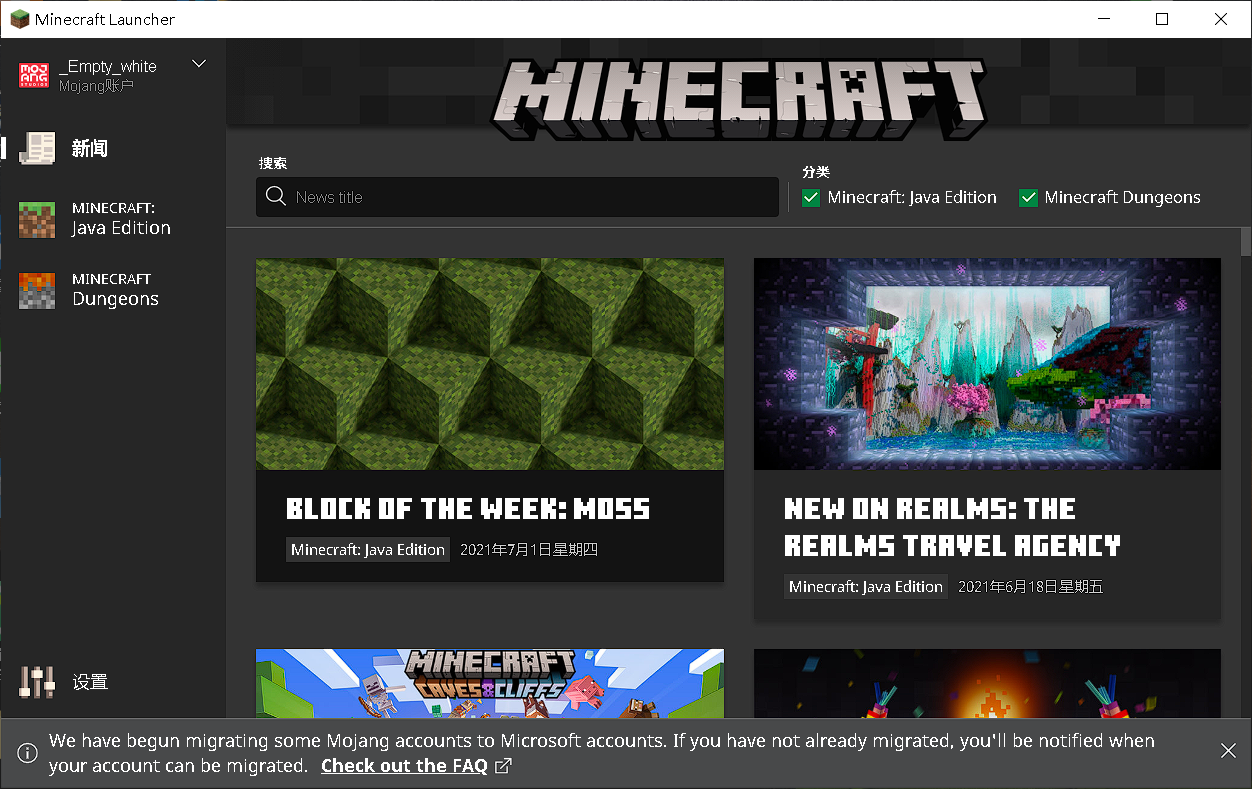 Minecraft Launcher
MOJANG
STUDIOS
_Empty_white
Mojang账户
新闻
MINECRAFT:
Java Edition
MINECRAFT
Dungeons
设置
MINECRAFT
搜索
News title
分类
Minecraft: Java Edition
Minecraft Dungeons
BLOCK OF THE WEEK: MOSS
Minecraft: Java Edition 2021年7月1日星期四
NEW ON REALMS: THE
REALMS TRAVEL AGENCY
Minecraft: Java Edition 2021年6月18日星期五
MINECRAFT
CAVES & CLIFFS
We have begun migrating some Mojang accounts to Microsoft accounts. If you have not already migrated, you'll be notified when
your account can be migrated. Check out the FAQ